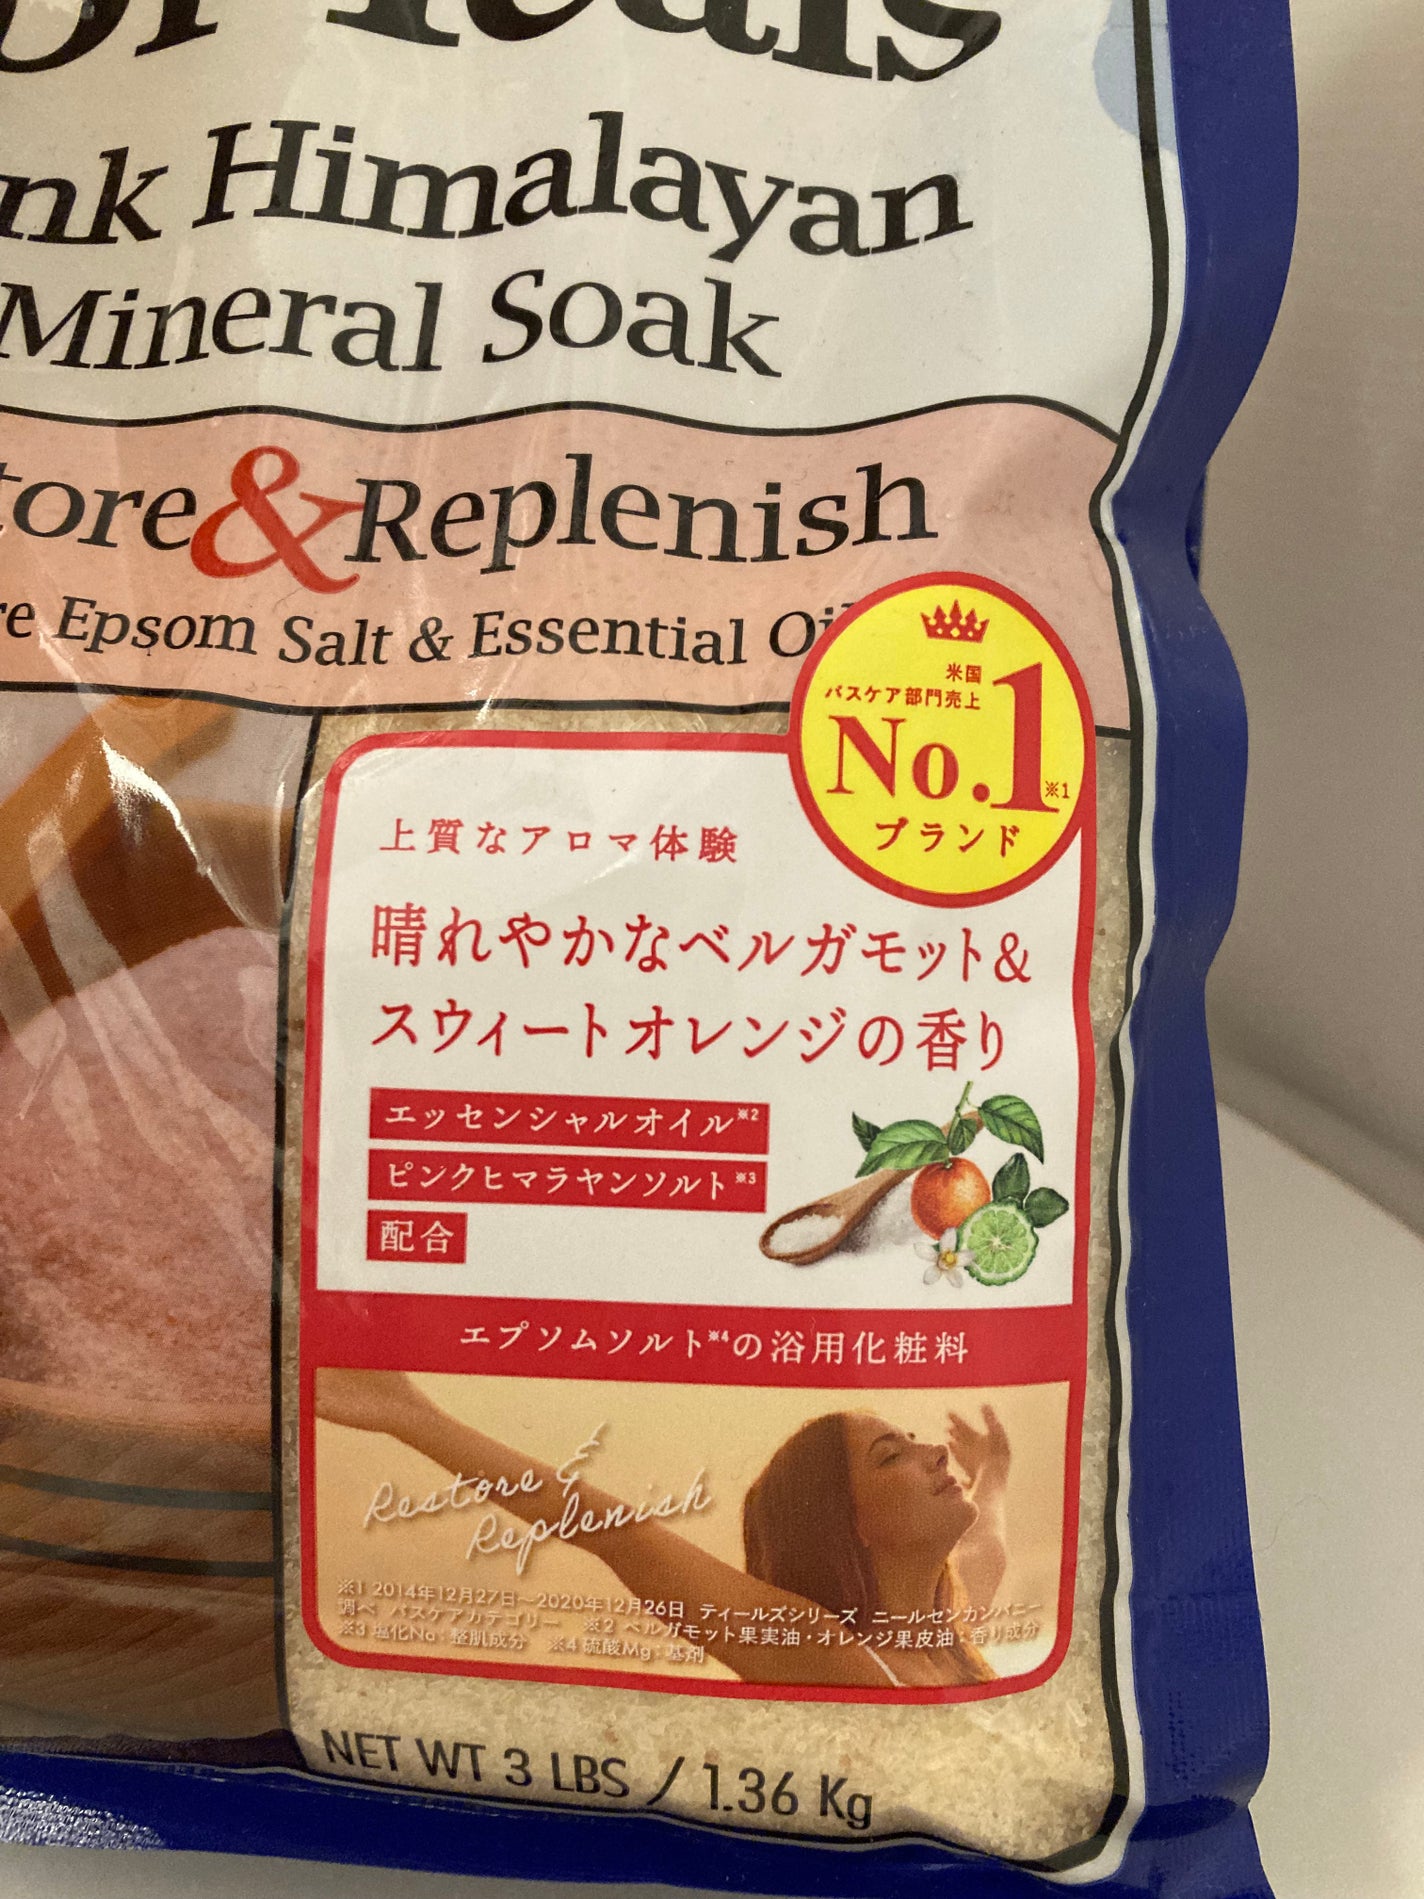 Teals
nk Himalayan
Mineral Soak
tore & Replenish
re Epsom Salt & Essential Oil
米国
バスケア部門売上
No.1※1
ブランド
上質なアロマ体験
晴れやかなベルガモット&
スウィートオレンジの香り
エッセンシャルオイル※2
ピンクヒマラヤンソルト※3
配合
エプソムソルト※4の浴用化粧料
Restore &
Replenish
※1 2014年12月27日〜2020年12月26日 ティールズシリーズ ニールセンカンパニー
調べ バスケアカテゴリー ※2 ベルガモット果実油・オレンジ果皮油:香り成分
※3 塩化Na:整肌成分 ※4 硫酸Mg:基剤
NET WT 3 LBS / 1.36 Kg